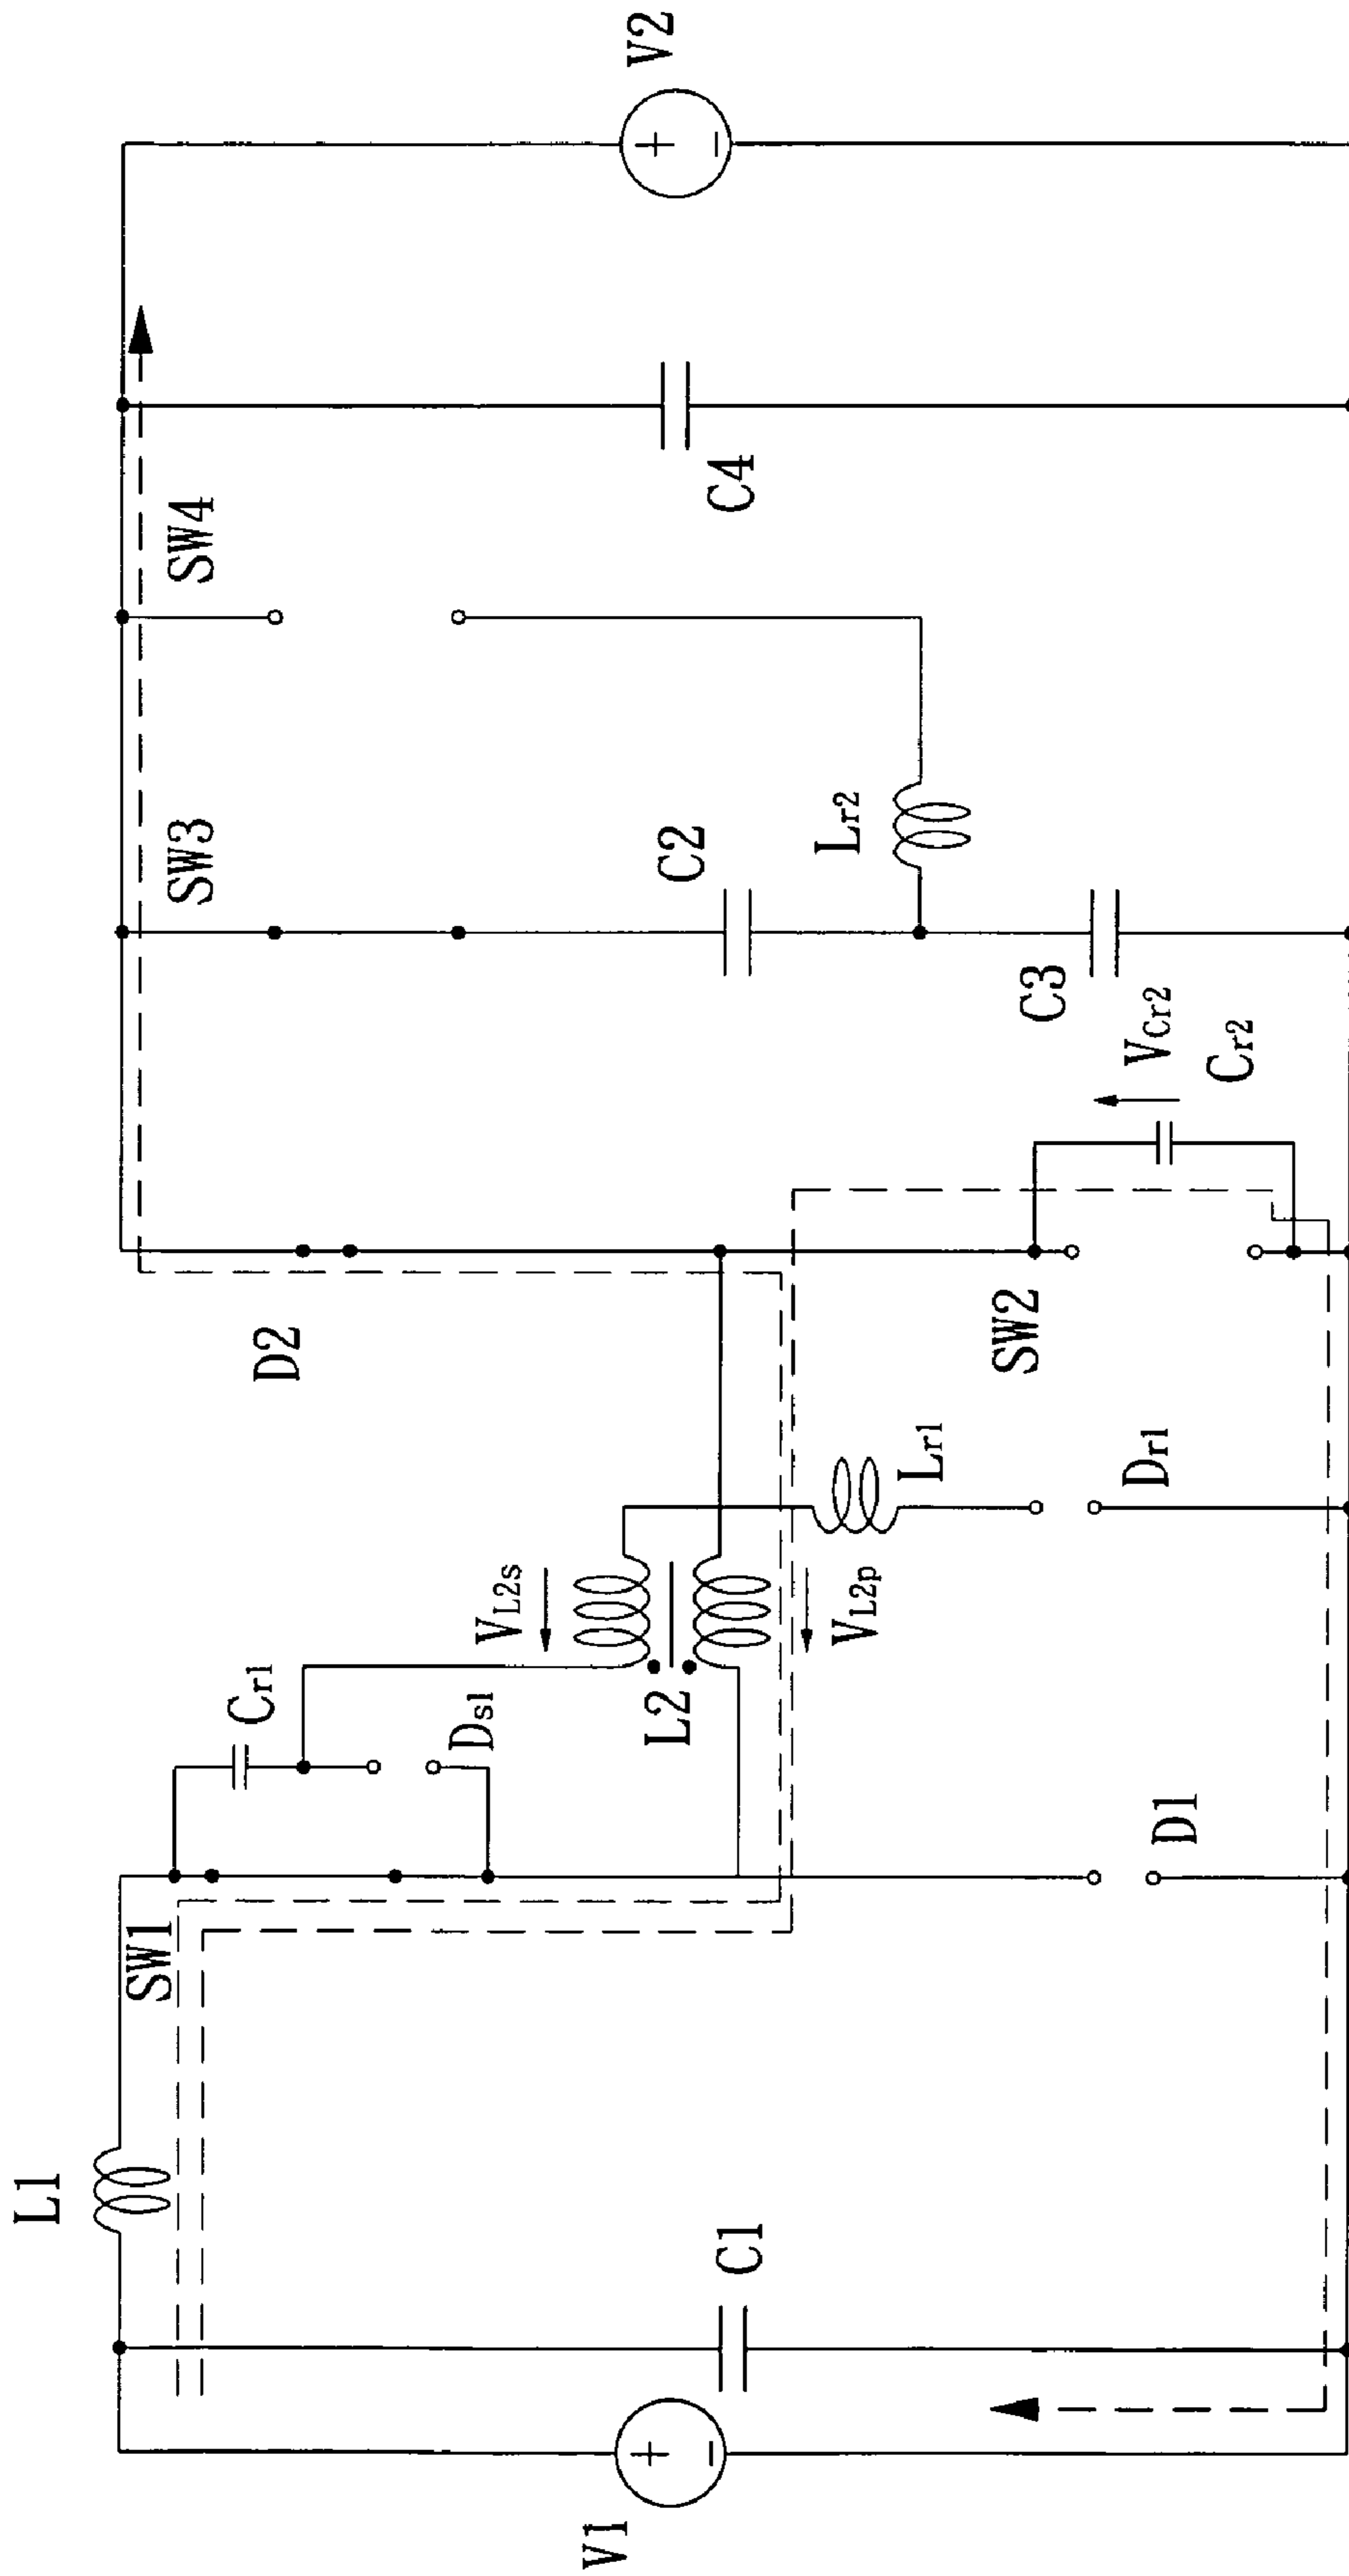 V1
+
-
C1
L1
SW1
Cr1
Ds1
D1
L2
VL2s
VL2p
Lr1
Dr1
D2
SW2
Cr2
VCr2
C3
C2
SW3
Lr2
SW4
C4
V2
+
-